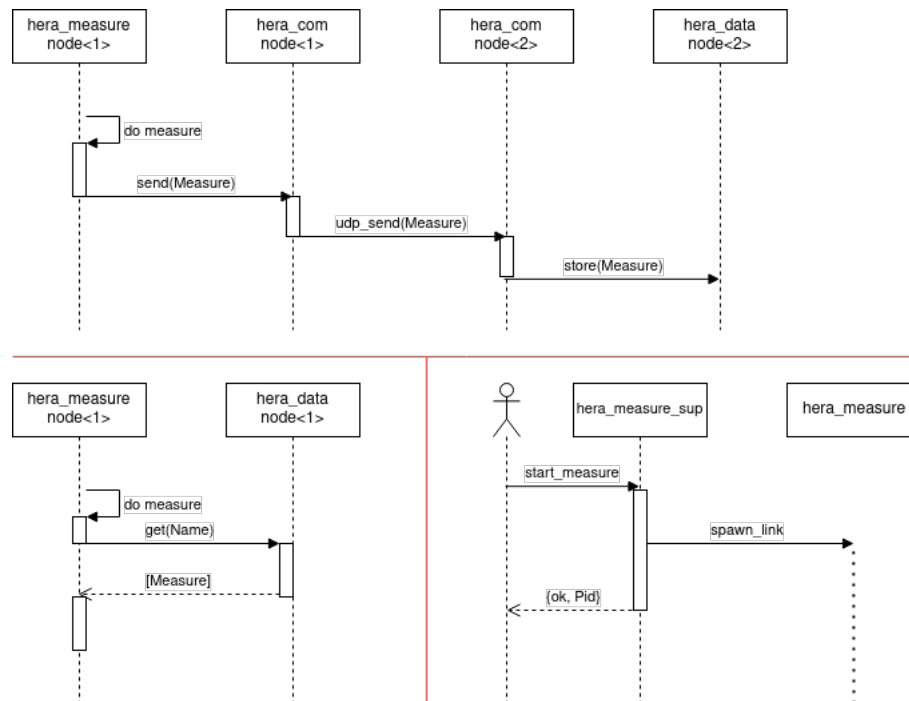 hera_measure
node<1>
hera_com
node<1>
hera_com
node<2>
hera_data
node<2>
do measure
send(Measure)
udp_send(Measure)
store(Measure)
hera_measure
node<1>
hera_data
node<1>
do measure
get(Name)
[Measure]
hera_measure_sup
hera_measure
start_measure
spawn_link
{ok, Pid}